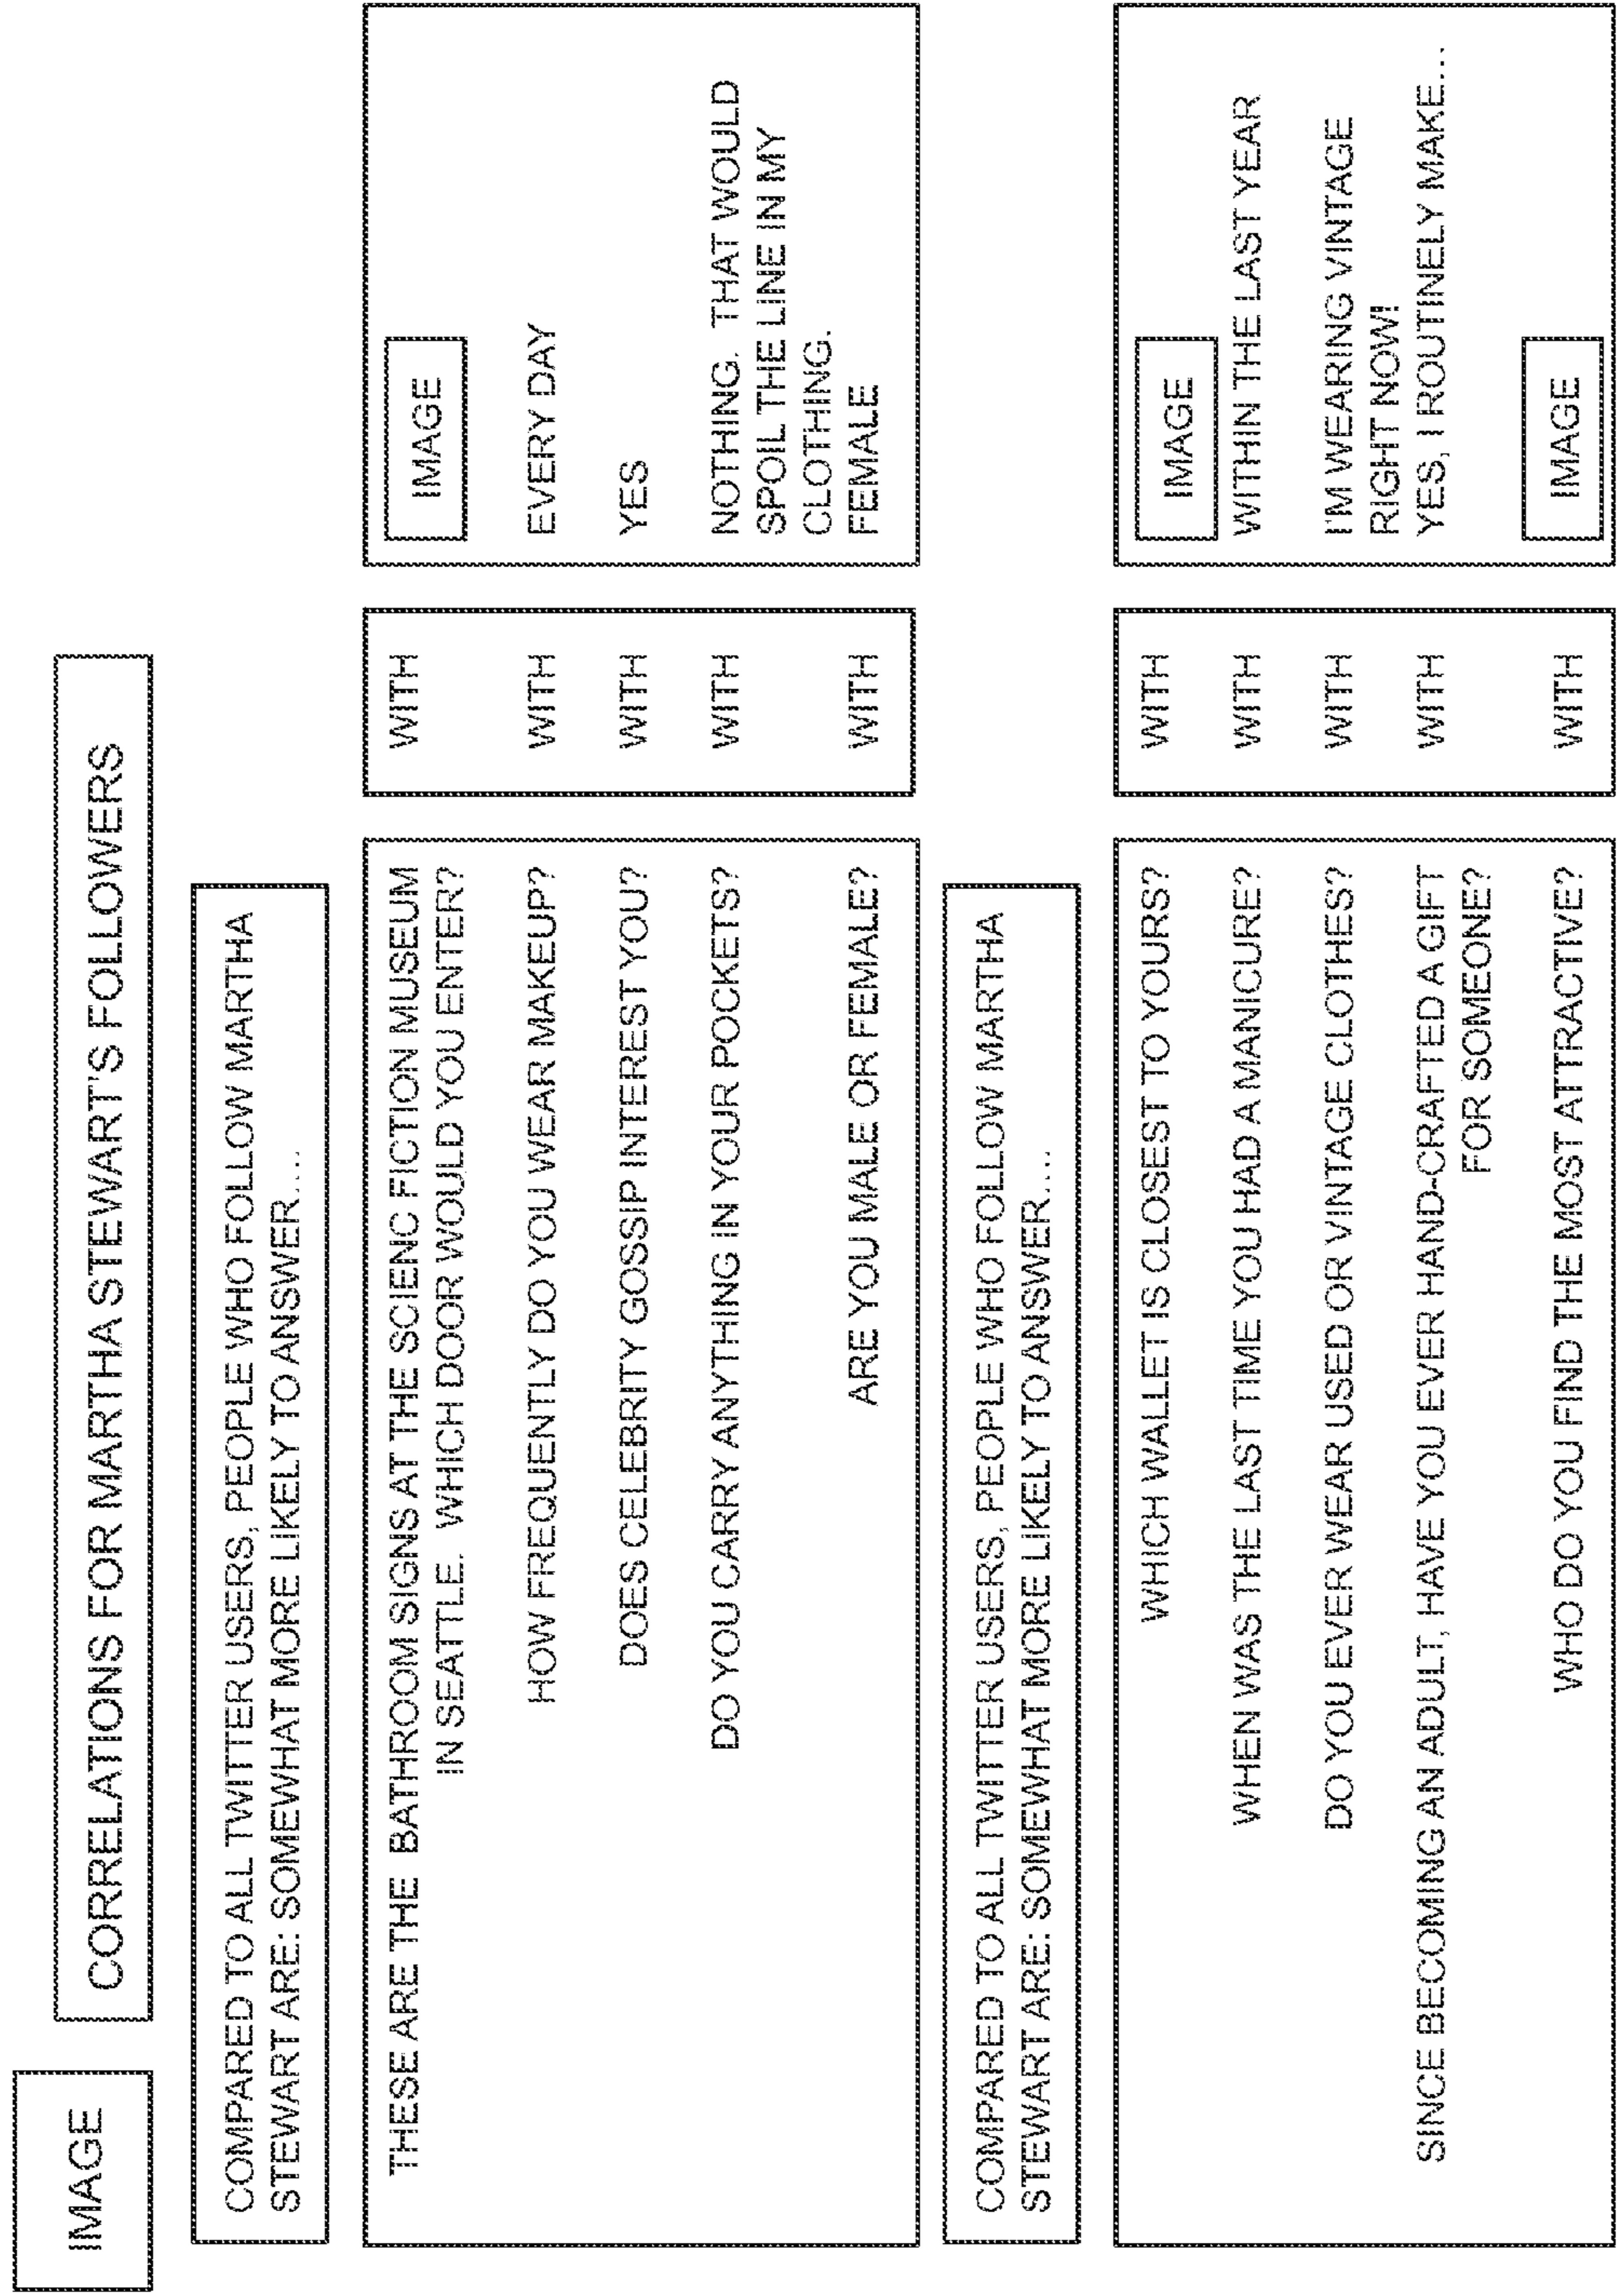 IMAGE
CORRELATIONS FOR MARTHA STEWART'S FOLLOWERS
COMPARED TO ALL TWITTER USERS, PEOPLE WHO FOLLOW MARTHA
STEWART ARE: SOMEWHAT MORE LIKELY TO ANSWER....
THESE ARE THE BATHROOM SIGNS AT THE SCIENC FICTION MUSEUM
IN SEATTLE. WHICH DOOR WOULD YOU ENTER?
WITH
IMAGE
HOW FREQUENTLY DO YOU WEAR MAKEUP?
WITH
EVERY DAY
DOES CELEBRITY GOSSIP INTEREST YOU?
WITH
YES
DO YOU CARRY ANYTHING IN YOUR POCKETS?
WITH
NOTHING. THAT WOULD
SPOIL THE LINE IN MY
CLOTHING.
ARE YOU MALE OR FEMALE?
WITH
FEMALE
COMPARED TO ALL TWITTER USERS, PEOPLE WHO FOLLOW MARTHA
STEWART ARE: SOMEWHAT MORE LIKELY TO ANSWER....
WHICH WALLET IS CLOSEST TO YOURS?
WITH
IMAGE
WHEN WAS THE LAST TIME YOU HAD A MANICURE?
WITH
WITHIN THE LAST YEAR
DO YOU EVER WEAR USED OR VINTAGE CLOTHES?
WITH
I'M WEARING VINTAGE
RIGHT NOW!
SINCE BECOMING AN ADULT, HAVE YOU EVER HAND-CRAFTED A GIFT
FOR SOMEONE?
WITH
YES, I ROUTINELY MAKE...
WHO DO YOU FIND THE MOST ATTRACTIVE?
WITH
IMAGE